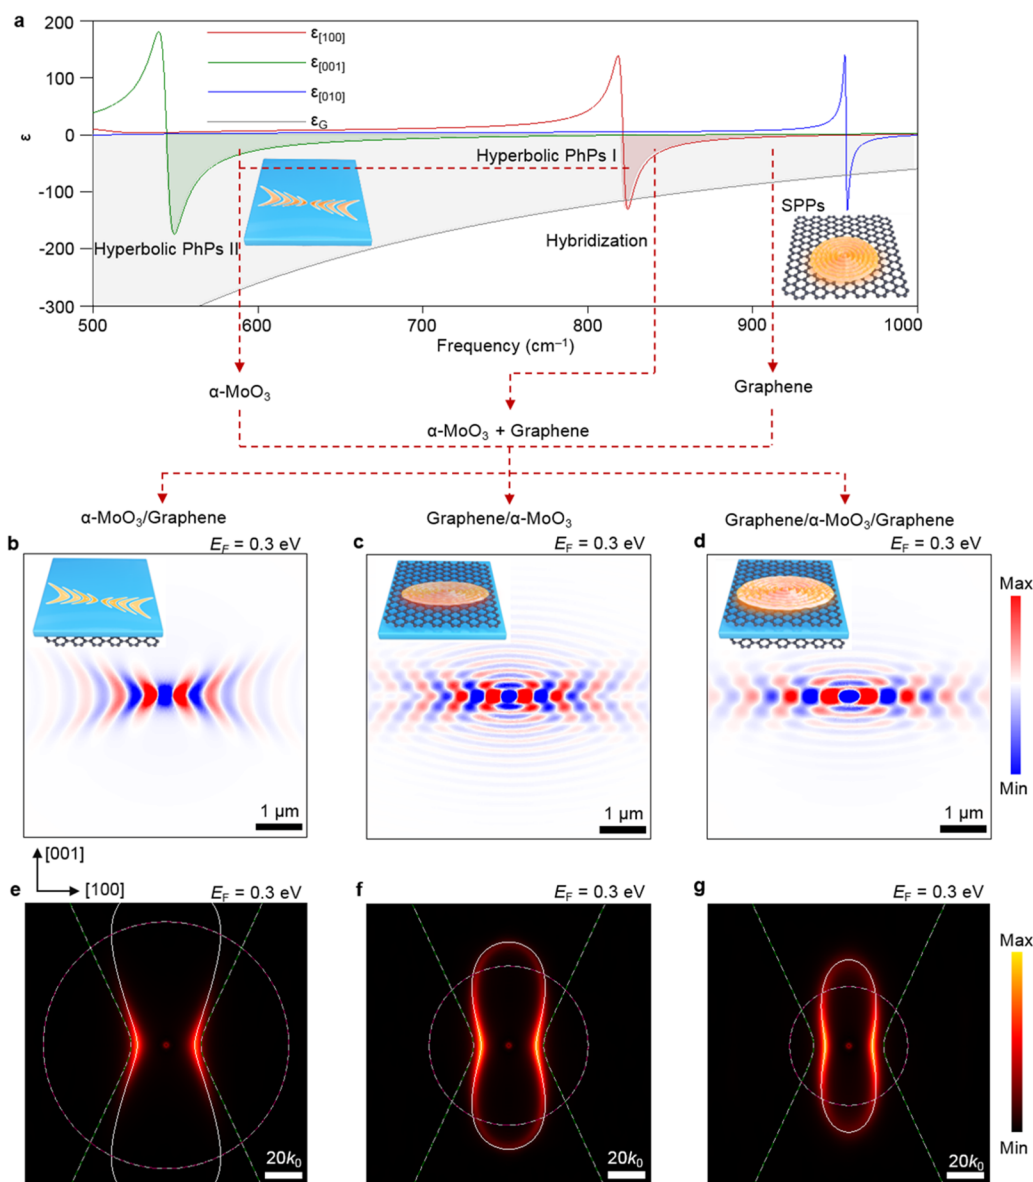 a
200
100
0
-100
-200
-300
ε
ε[100]
ε[001]
ε[010]
εG
Hyperbolic PhPs I
Hyperbolic PhPs II
Hybridization
SPPs
500 600 700 800 900 1000
Frequency (cm⁻¹)
α-MoO₃
Graphene
α-MoO₃ + Graphene
α-MoO₃/Graphene
Graphene/α-MoO₃
Graphene/α-MoO₃/Graphene
b EF = 0.3 eV
1 μm
c EF = 0.3 eV
1 μm
d EF = 0.3 eV
1 μm
Max
Min
[001]
[100]
e EF = 0.3 eV
20k₀
f EF = 0.3 eV
20k₀
g EF = 0.3 eV
20k₀
Max
Min